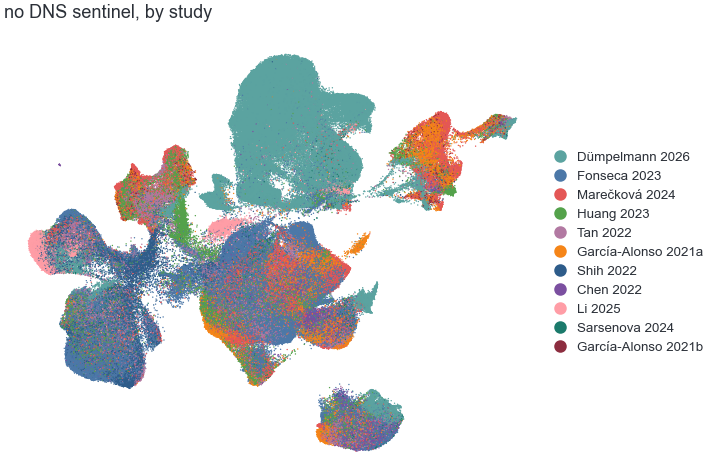 no DNS sentinel, by study
Dümpelmann 2026
Fonseca 2023
Marečková 2024
Huang 2023
Tan 2022
García-Alonso 2021a
Shih 2022
Chen 2022
Li 2025
Sarsenova 2024
García-Alonso 2021b